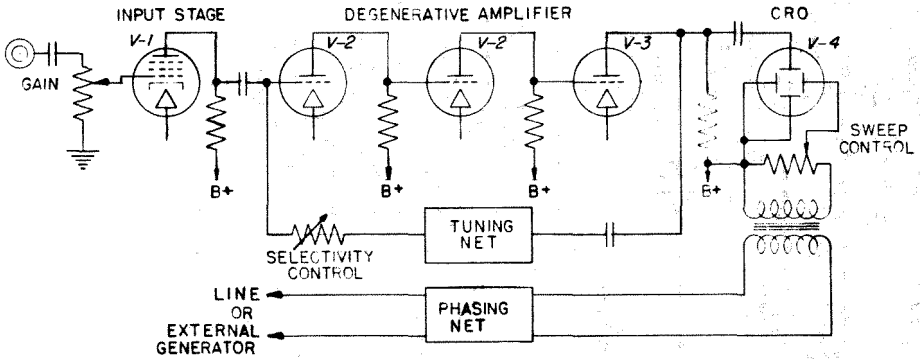 INPUT STAGE
DEGENERATIVE AMPLIFIER
CRO
V-1
V-2
V-2
V-3
V-4
GAIN
SWEEP
CONTROL
B+
B+
B+
B+
TUNING
NET
SELECTIVITY
CONTROL
LINE
OR
EXTERNAL
GENERATOR
PHASING
NET